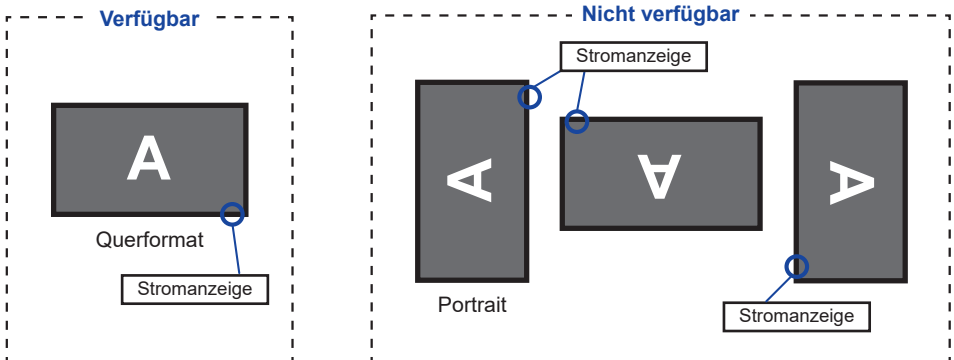 Verfügbar
A
Querformat
Stromanzeige
Nicht verfügbar
Stromanzeige
A
A
A
Portrait
Stromanzeige